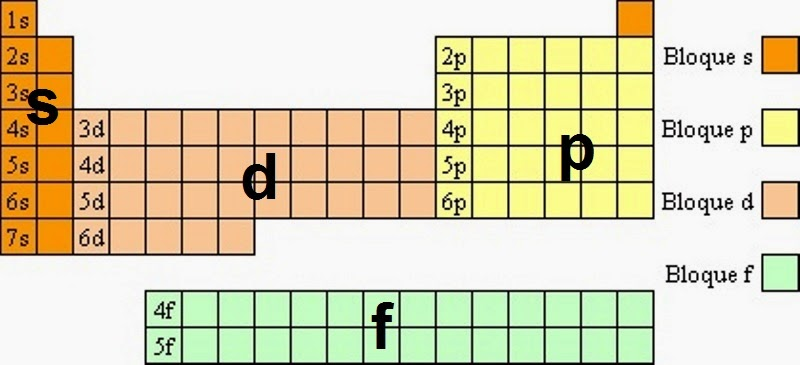 1s
2s 2p Bloque s
3s 3p
s
4s 3d 4p Bloque p
p
5s 4d 5p
d
6s 5d 6p Bloque d
7s 6d
Bloque f
4f
f
5f